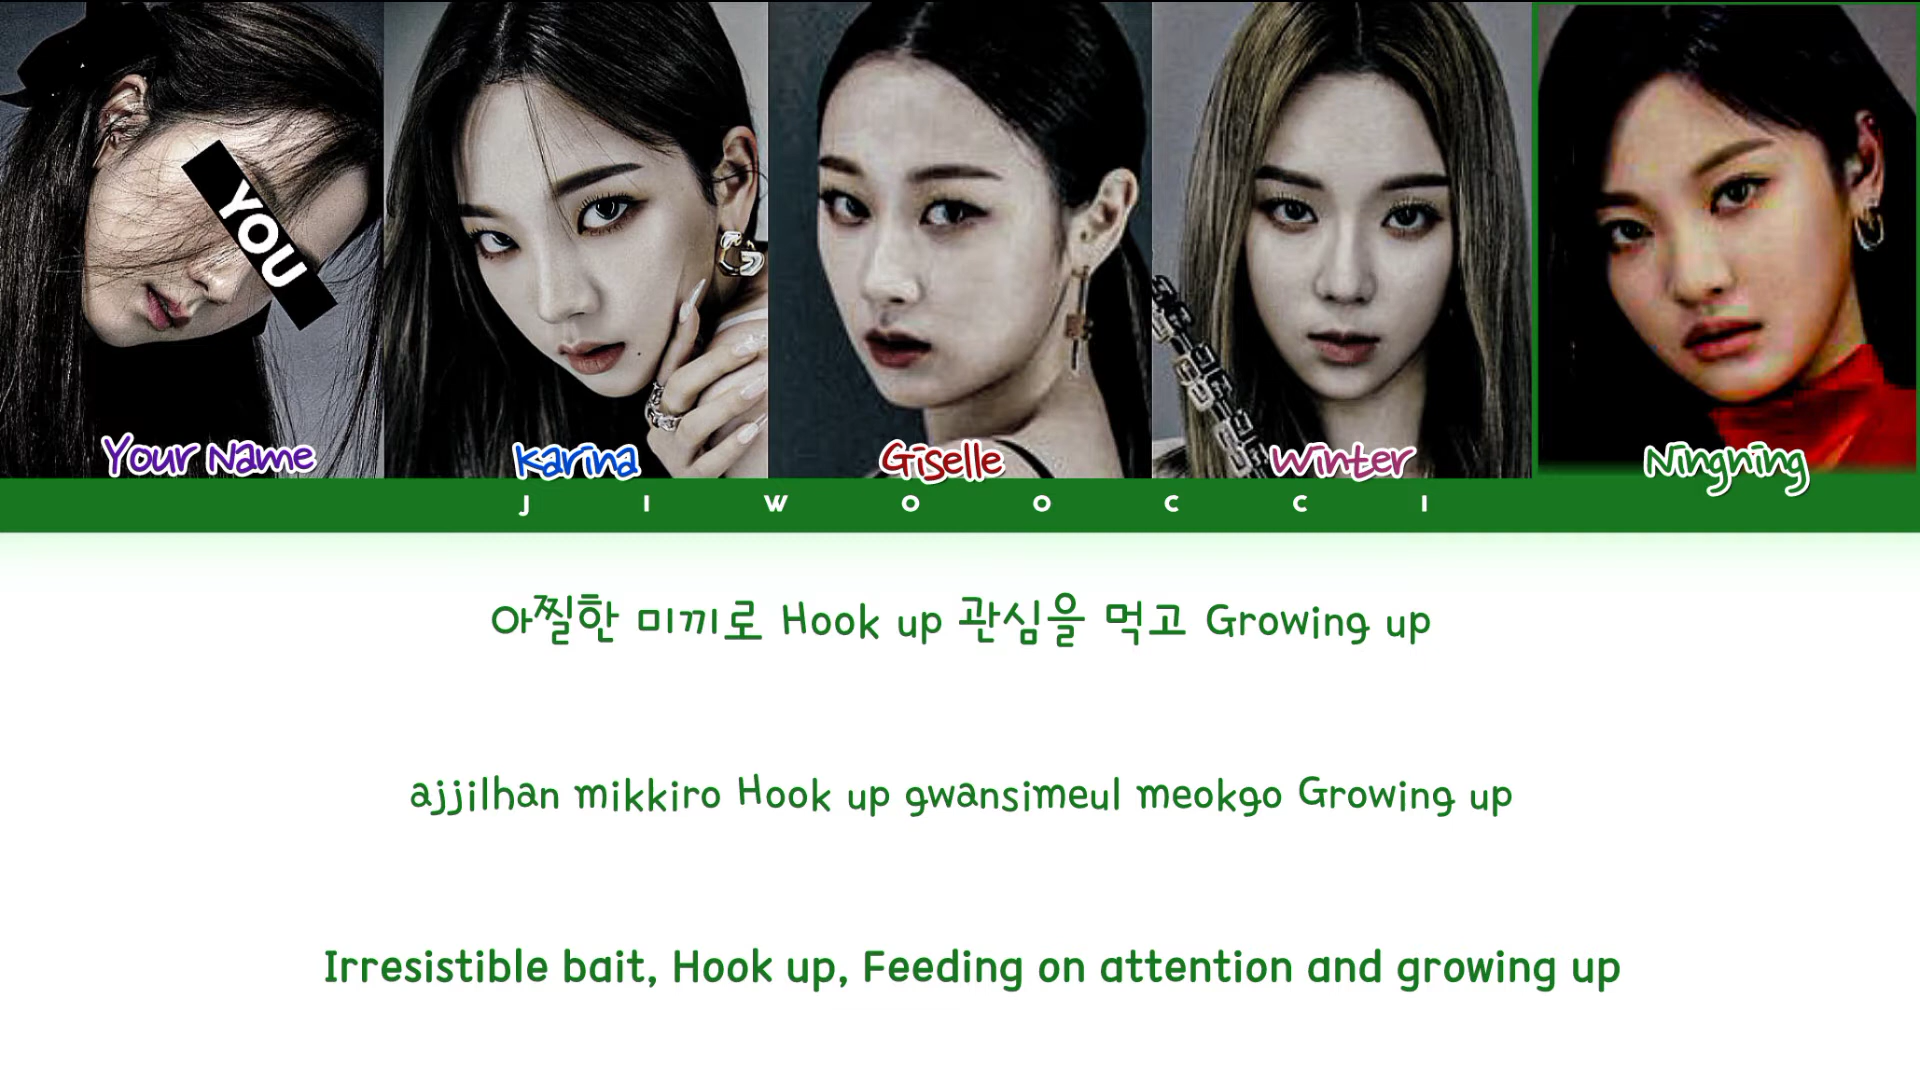 YOU
Your Name
Karina
Giselle
Winter
Ningning
JIWOOCCI
아찔한 미끼로 Hook up 관심을 먹고 Growing up
ajjilhan mikkiro Hook up gwansimeul meokgo Growing up
Irresistible bait, Hook up, Feeding on attention and growing up